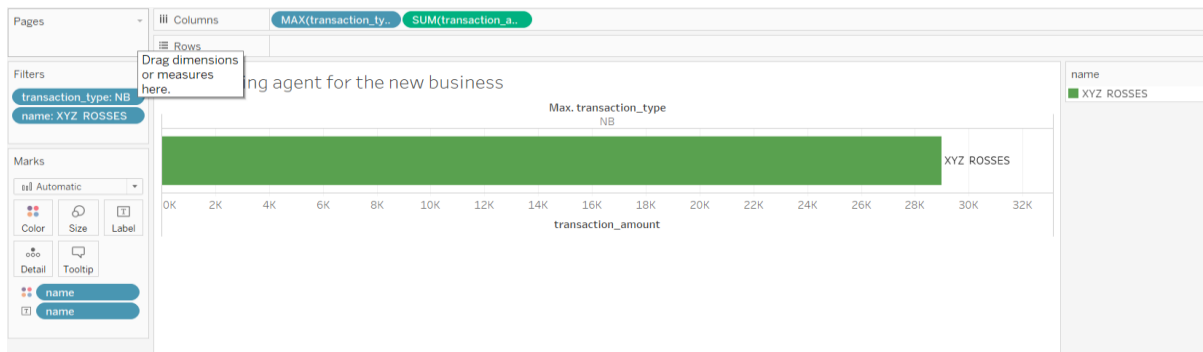 Pages
Columns
MAX(transaction_ty..
SUM(transaction_a..
Rows
Drag dimensions
or measures
here.
Filters
transaction_type: NB
name: XYZ ROSSES
ing agent for the new business
Max. transaction_type
NB
XYZ ROSSES
0K 2K 4K 6K 8K 10K 12K 14K 16K 18K 20K 22K 24K 26K 28K 30K 32K
transaction_amount
Marks
Automatic
Color Size Label
Detail Tooltip
name
name
name
XYZ ROSSES